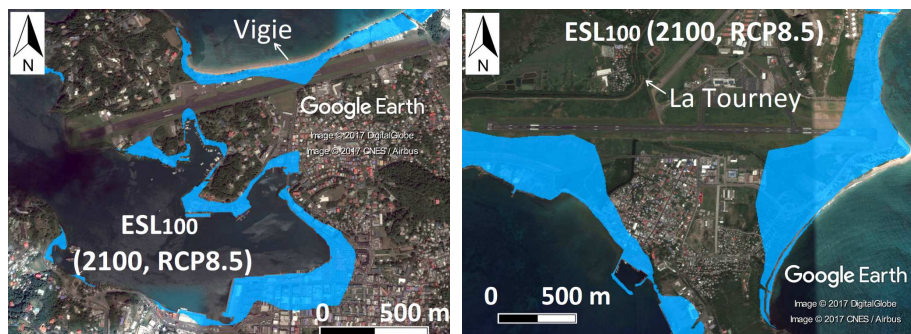 N
Vigie
Google Earth
Image © 2017 DigitalGlobe
Image © 2017 CNES / Airbus
ESL100
(2100, RCP8.5)
0 500 m
N
ESL100 (2100, RCP8.5)
La Tourney
Google Earth
Image © 2017 DigitalGlobe
Image © 2017 CNES / Airbus
0 500 m